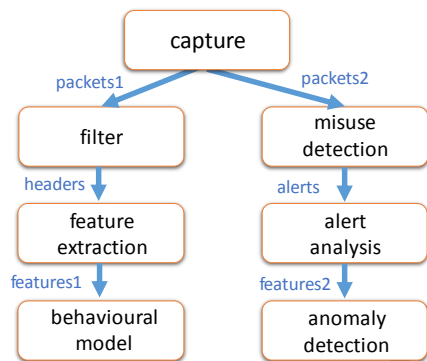 capture
packets1
packets2
filter
misuse
detection
headers
alerts
feature
extraction
alert
analysis
features1
features2
behavioural
model
anomaly
detection